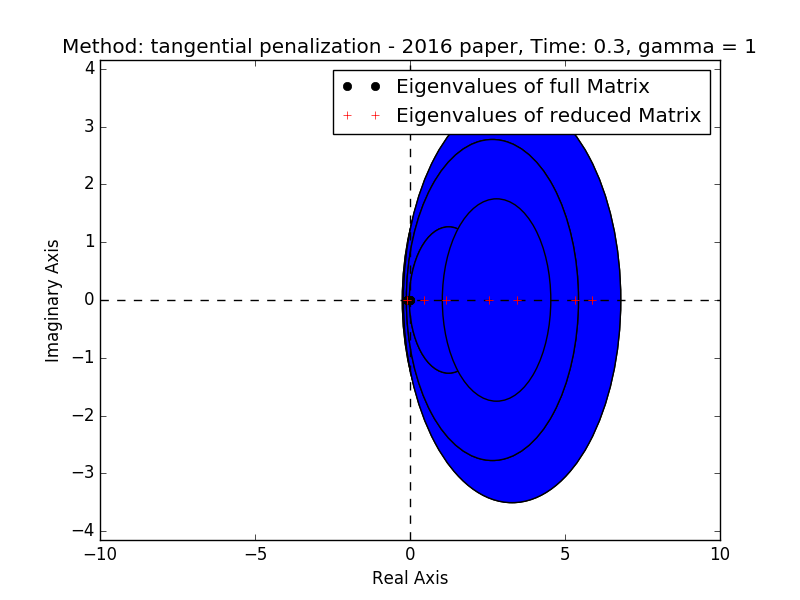 Method: tangential penalization - 2016 paper, Time: 0.3, gamma = 1
Eigenvalues of full Matrix
Eigenvalues of reduced Matrix
4
3
2
1
0
−1
−2
−3
−4
Imaginary Axis
−10
−5
0
5
10
Real Axis